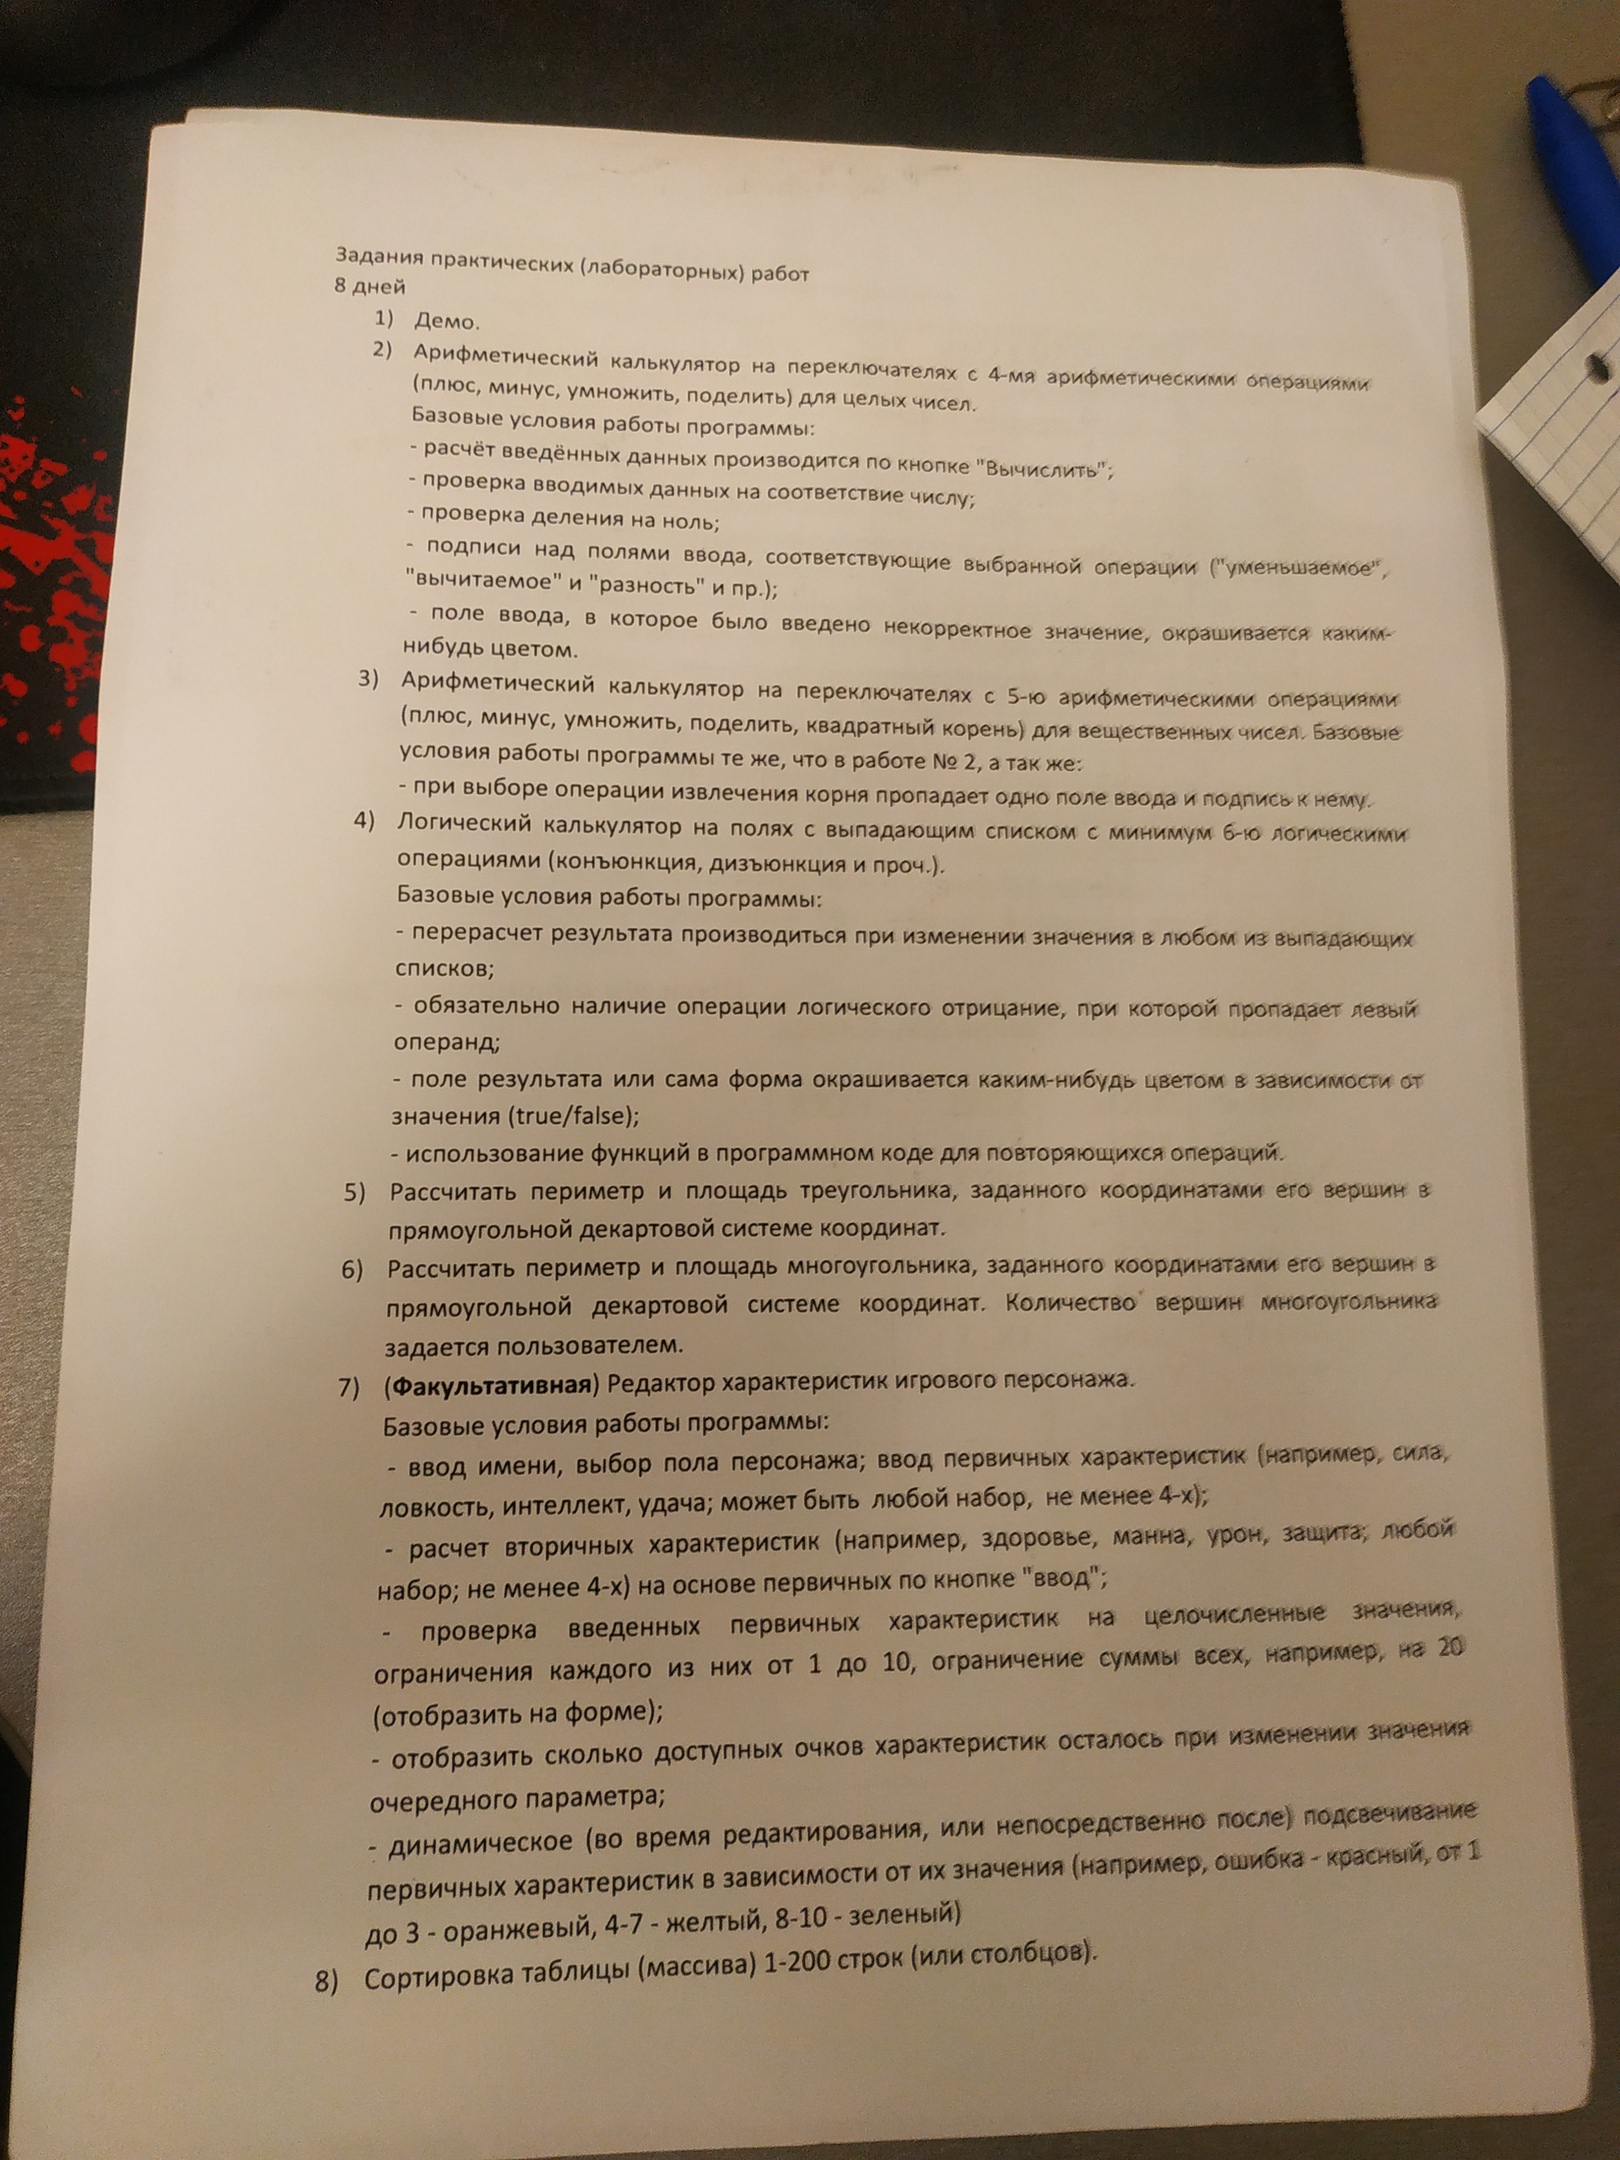 Задания практических (лабораторных) работ
8 дней
1) Демо.
2) Арифметический калькулятор на переключателях с 4-мя арифметическими операциями
(плюс, минус, умножить, поделить) для целых чисел.
Базовые условия работы программы:
- расчёт введённых данных производится по кнопке "Вычислить";
- проверка вводимых данных на соответствие числу;
- проверка деления на ноль;
- подписи над полями ввода, соответствующие выбранной операции ("уменьшаемое",
"вычитаемое" и "разность" и пр.);
- поле ввода, в которое было введено некорректное значение, окрашивается каким-
нибудь цветом.
3) Арифметический калькулятор на переключателях с 5-ю арифметическими операциями
(плюс, минус, умножить, поделить, квадратный корень) для вещественных чисел. Базовые
условия работы программы те же, что в работе № 2, а так же:
- при выборе операции извлечения корня пропадает одно поле ввода и подпись к нему.
4) Логический калькулятор на полях с выпадающим списком с минимум 6-ю логическими
операциями (конъюнкция, дизъюнкция и проч.).
Базовые условия работы программы:
- перерасчет результата производиться при изменении значения в любом из выпадающих
списков;
- обязательно наличие операции логического отрицание, при которой пропадает левый
операнд;
- поле результата или сама форма окрашивается каким-нибудь цветом в зависимости от
значения (true/false);
- использование функций в программном коде для повторяющихся операций.
5) Рассчитать периметр и площадь треугольника, заданного координатами его вершин в
прямоугольной декартовой системе координат.
6) Рассчитать периметр и площадь многоугольника, заданного координатами его вершин в
прямоугольной декартовой системе координат. Количество вершин многоугольника
задается пользователем.
7) (Факультативная) Редактор характеристик игрового персонажа.
Базовые условия работы программы:
- ввод имени, выбор пола персонажа; ввод первичных характеристик (например, сила,
ловкость, интеллект, удача; может быть любой набор, не менее 4-х);
- расчет вторичных характеристик (например, здоровье, манна, урон, защита; любой
набор; не менее 4-х) на основе первичных по кнопке "ввод";
- проверка введенных первичных характеристик на целочисленные значения,
ограничения каждого из них от 1 до 10, ограничение суммы всех, например, на 20
(отобразить на форме);
- отобразить сколько доступных очков характеристик осталось при изменении значения
очередного параметра;
- динамическое (во время редактирования, или непосредственно после) подсвечивание
первичных характеристик в зависимости от их значения (например, ошибка - красный, от 1
до 3 - оранжевый, 4-7 - желтый, 8-10 - зеленый)
8) Сортировка таблицы (массива) 1-200 строк (или столбцов).